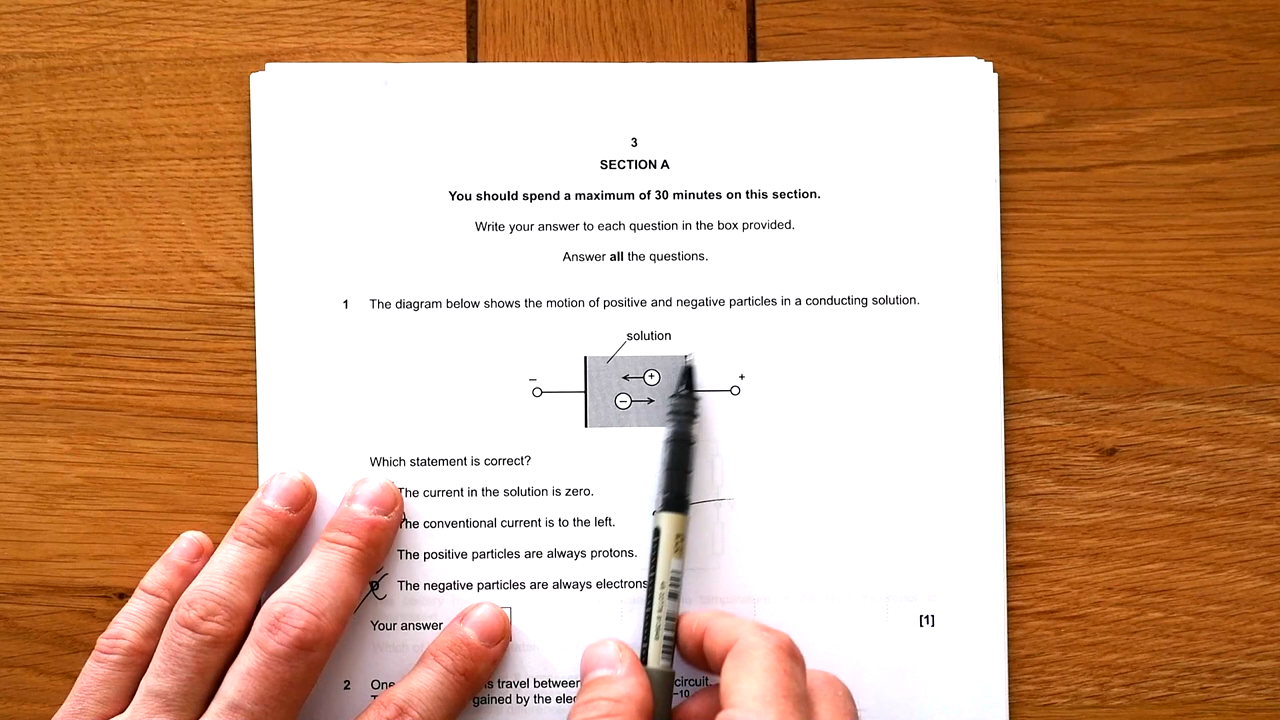 3
SECTION A
You should spend a maximum of 30 minutes on this section.
Write your answer to each question in the box provided.
Answer all the questions.
1 The diagram below shows the motion of positive and negative particles in a conducting solution.
solution
− + +
−
Which statement is correct?
The current in the solution is zero.
The conventional current is to the left.
The positive particles are always protons.
The negative particles are always electrons
Your answer
[1]
2 One travel between circuit.
gained by the